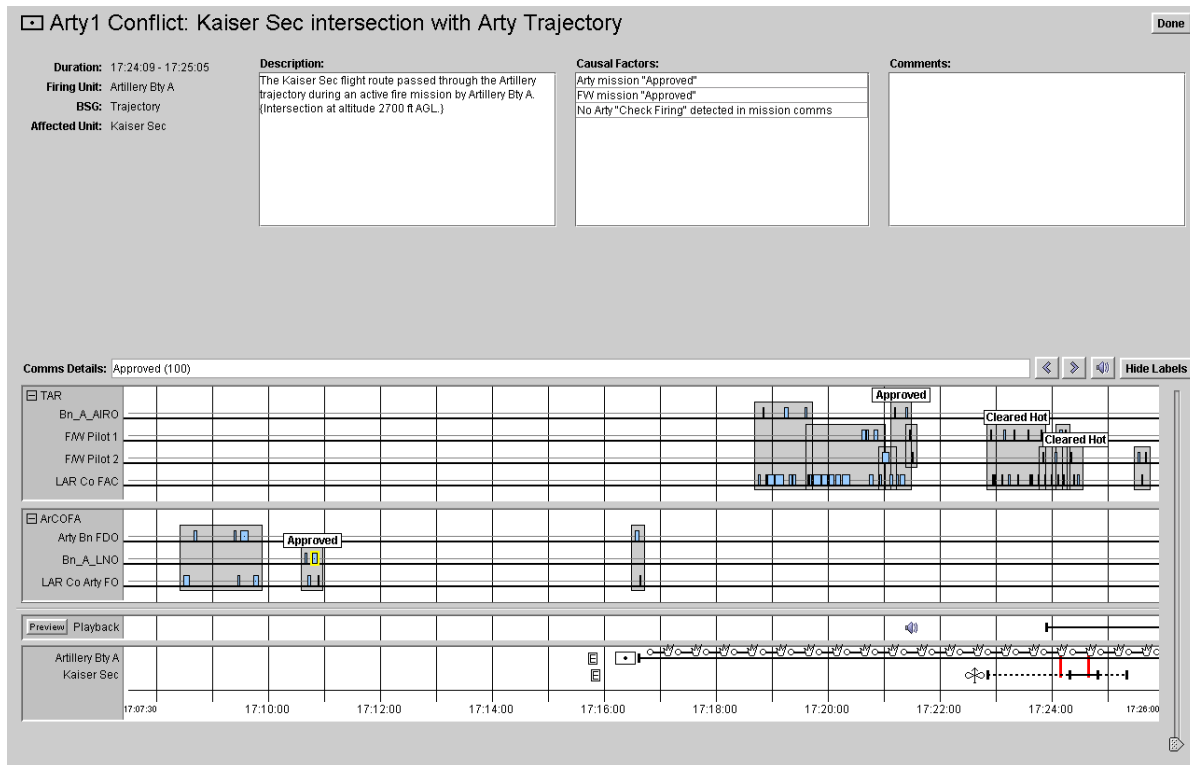 Arty1 Conflict: Kaiser Sec intersection with Arty Trajectory
Done
Duration: 17:24:09 - 17:25:05
Firing Unit: Artillery Bty A
BSG: Trajectory
Affected Unit: Kaiser Sec
Description:
The Kaiser Sec flight route passed through the Artillery
trajectory during an active fire mission by Artillery Bty A.
{Intersection at altitude 2700 ft AGL.}
Causal Factors:
Arty mission "Approved"
FW mission "Approved"
No Arty "Check Firing" detected in mission comms
Comments:
Comms Details: Approved (100)
Hide Labels
TAR
Bn_A_AIRO
F/W Pilot 1
F/W Pilot 2
LAR Co FAC
Approved
Cleared Hot
Cleared Hot
ArCOFA
Arty Bn FDO
Bn_A_LNO
LAR Co Arty FO
Approved
Preview Playback
Artillery Bty A
Kaiser Sec
E
E
17:07:30 17:10:00 17:12:00 17:14:00 17:16:00 17:18:00 17:20:00 17:22:00 17:24:00 17:26:00